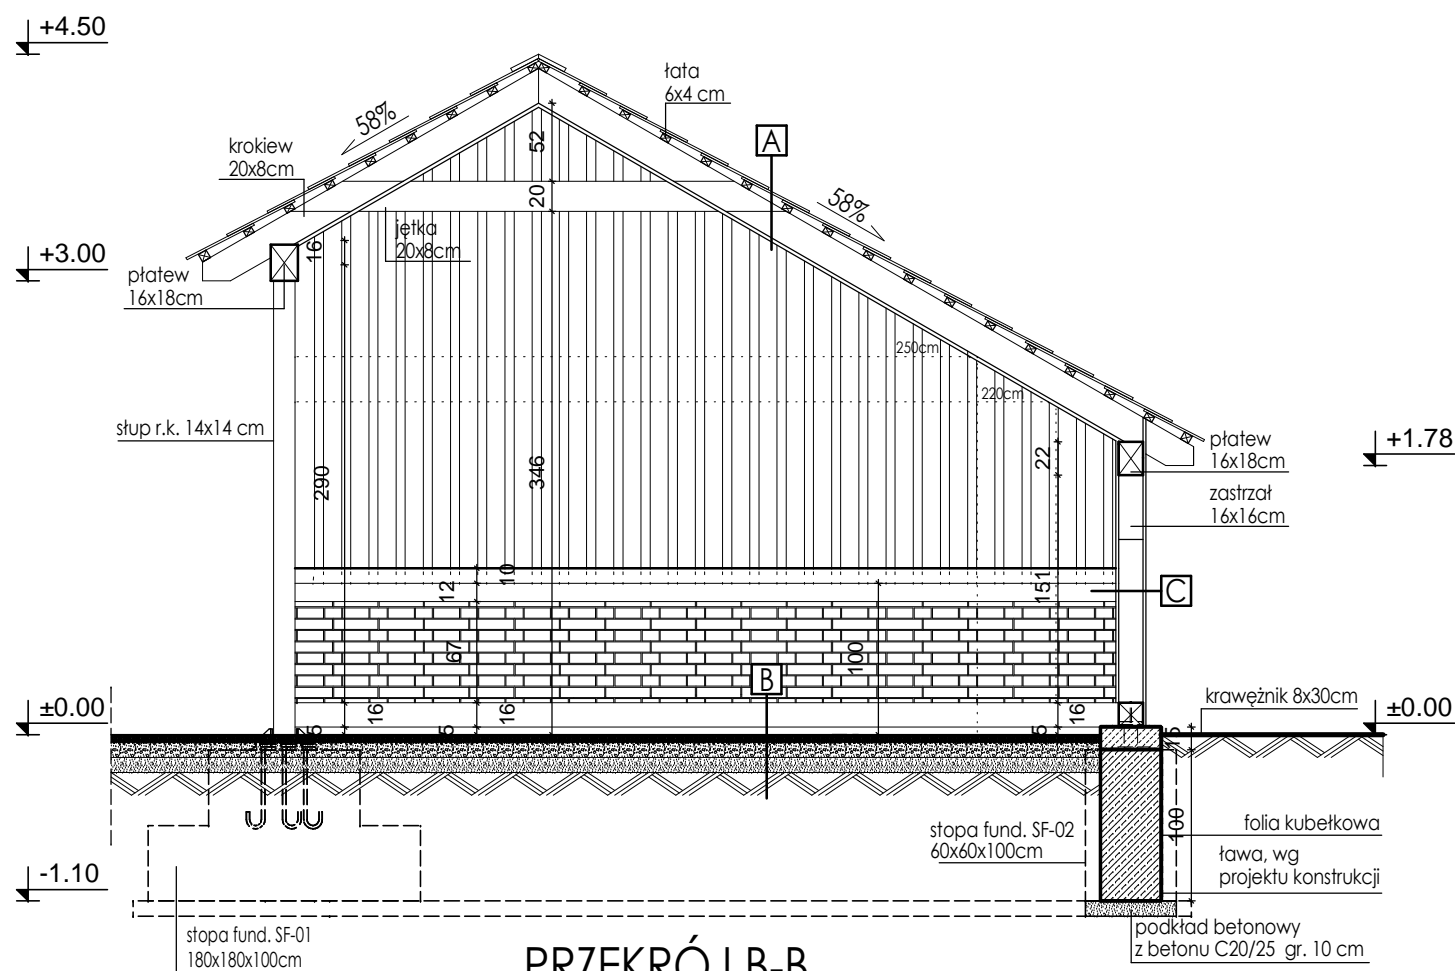 +4.50
łata
6x4 cm
58%
A
krokiew
20x8cm
52
20
58%
jętka
20x8cm
16
+3.00
płatew
16x18cm
250cm
220cm
słup r.k. 14x14 cm
290
346
22
płatew
16x18cm
+1.78
zastrzał
16x16cm
10
12
151
C
67
100
B
krawężnik 8x30cm
±0.00
±0.00
16
16
16
5
5
5
15
100
stopa fund. SF-02
60x60x100cm
folia kubełkowa
ława, wg
projektu konstrukcji
-1.10
stopa fund. SF-01
180x180x100cm
podkład betonowy
z betonu C20/25 gr. 10 cm
PRZEKRÓJ B-B